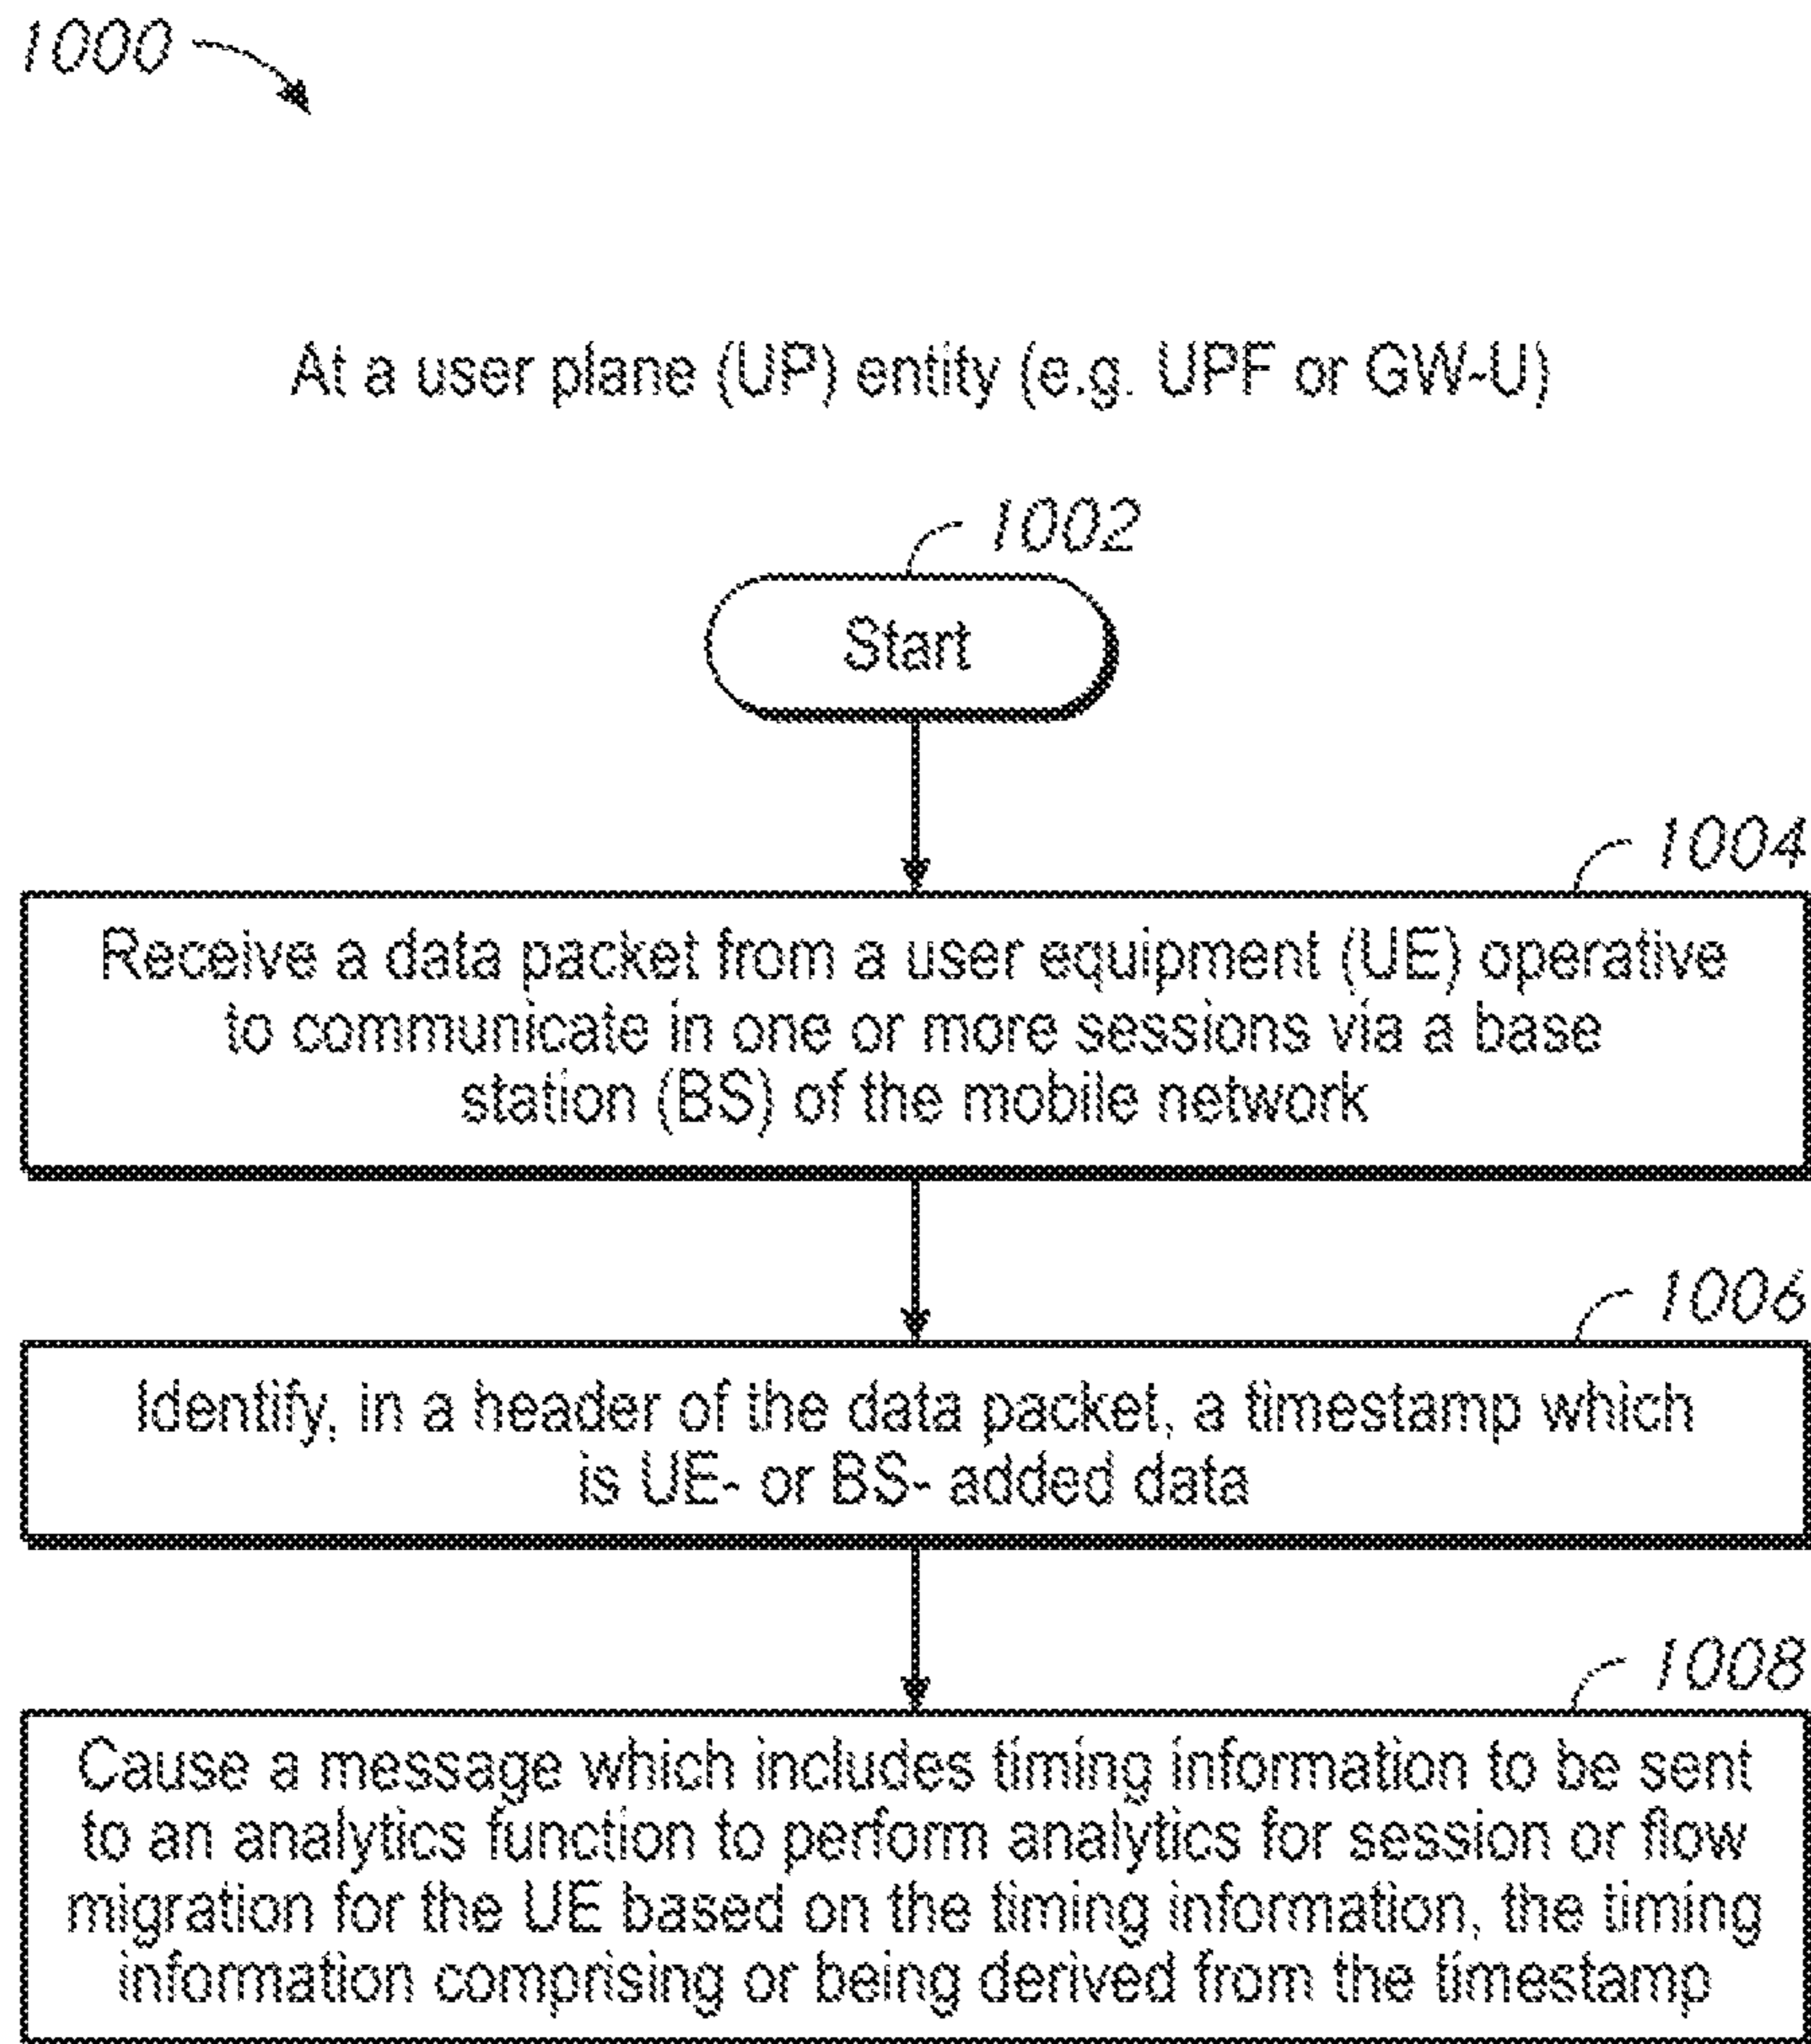 1000
At a user plane (UP) entity (e.g. UPF or GW-U)
1002
Start
1004
Receive a data packet from a user equipment (UE) operative
to communicate in one or more sessions via a base
station (BS) of the mobile network
1006
Identify, in a header of the data packet, a timestamp which
is UE- or BS- added data
1008
Cause a message which includes timing information to be sent
to an analytics function to perform analytics for session or flow
migration for the UE based on the timing information, the timing
information comprising or being derived from the timestamp